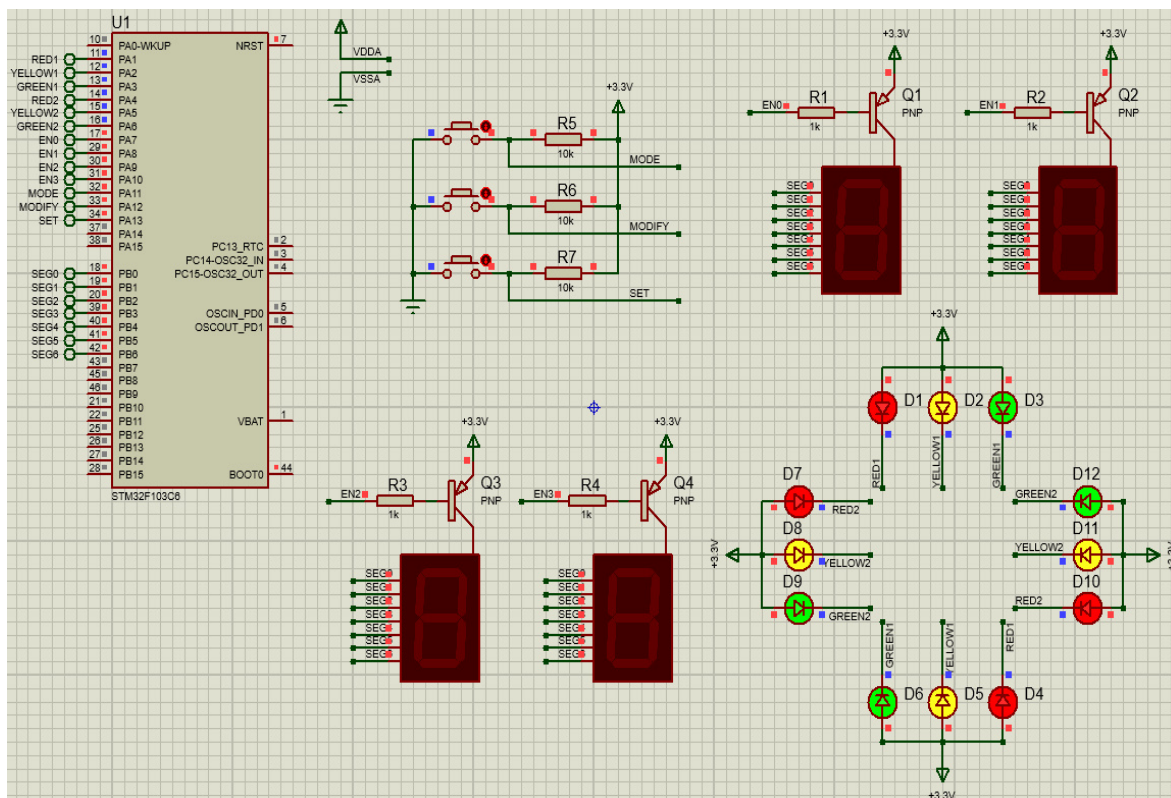 U1
10 PA0-WKUP NRST 7
RED1 11 PA1
YELLOW1 12 PA2
GREEN1 13 PA3
RED2 14 PA4
YELLOW2 15 PA5
GREEN2 16 PA6
EN0 17 PA7
EN1 29 PA8
EN2 30 PA9
EN3 31 PA10
MODE 32 PA11
MODIFY 33 PA12
SET 34 PA13
37 PA14
38 PA15
PC13_RTC 2
PC14-OSC32_IN 3
PC15-OSC32_OUT 4
SEG0 18 PB0
SEG1 19 PB1
SEG2 20 PB2
SEG3 39 PB3
SEG4 40 PB4
SEG5 41 PB5
SEG6 42 PB6
43 PB7
45 PB8
46 PB9
21 PB10
22 PB11
25 PB12
26 PB13
27 PB14
28 PB15
OSCIN_PD0 5
OSCOUT_PD1 6
VBAT 1
BOOT0 44
STM32F103C6
VDDA
VSSA
+3.3V
R5
10k
MODE
R6
10k
MODIFY
R7
10k
SET
+3.3V
EN0
R1
1k
Q1
PNP
+3.3V
EN1
R2
1k
Q2
PNP
+3.3V
EN2
R3
1k
Q3
PNP
+3.3V
EN3
R4
1k
Q4
PNP
+3.3V
D1
D2
D3
RED1
YELLOW1
GREEN1
D7
RED2
D8
YELLOW2
D9
GREEN2
+3.3V
GREEN2
D12
YELLOW2
D11
RED2
D10
+3.3V
GREEN1
YELLOW1
RED1
D6
D5
D4
+3.3V